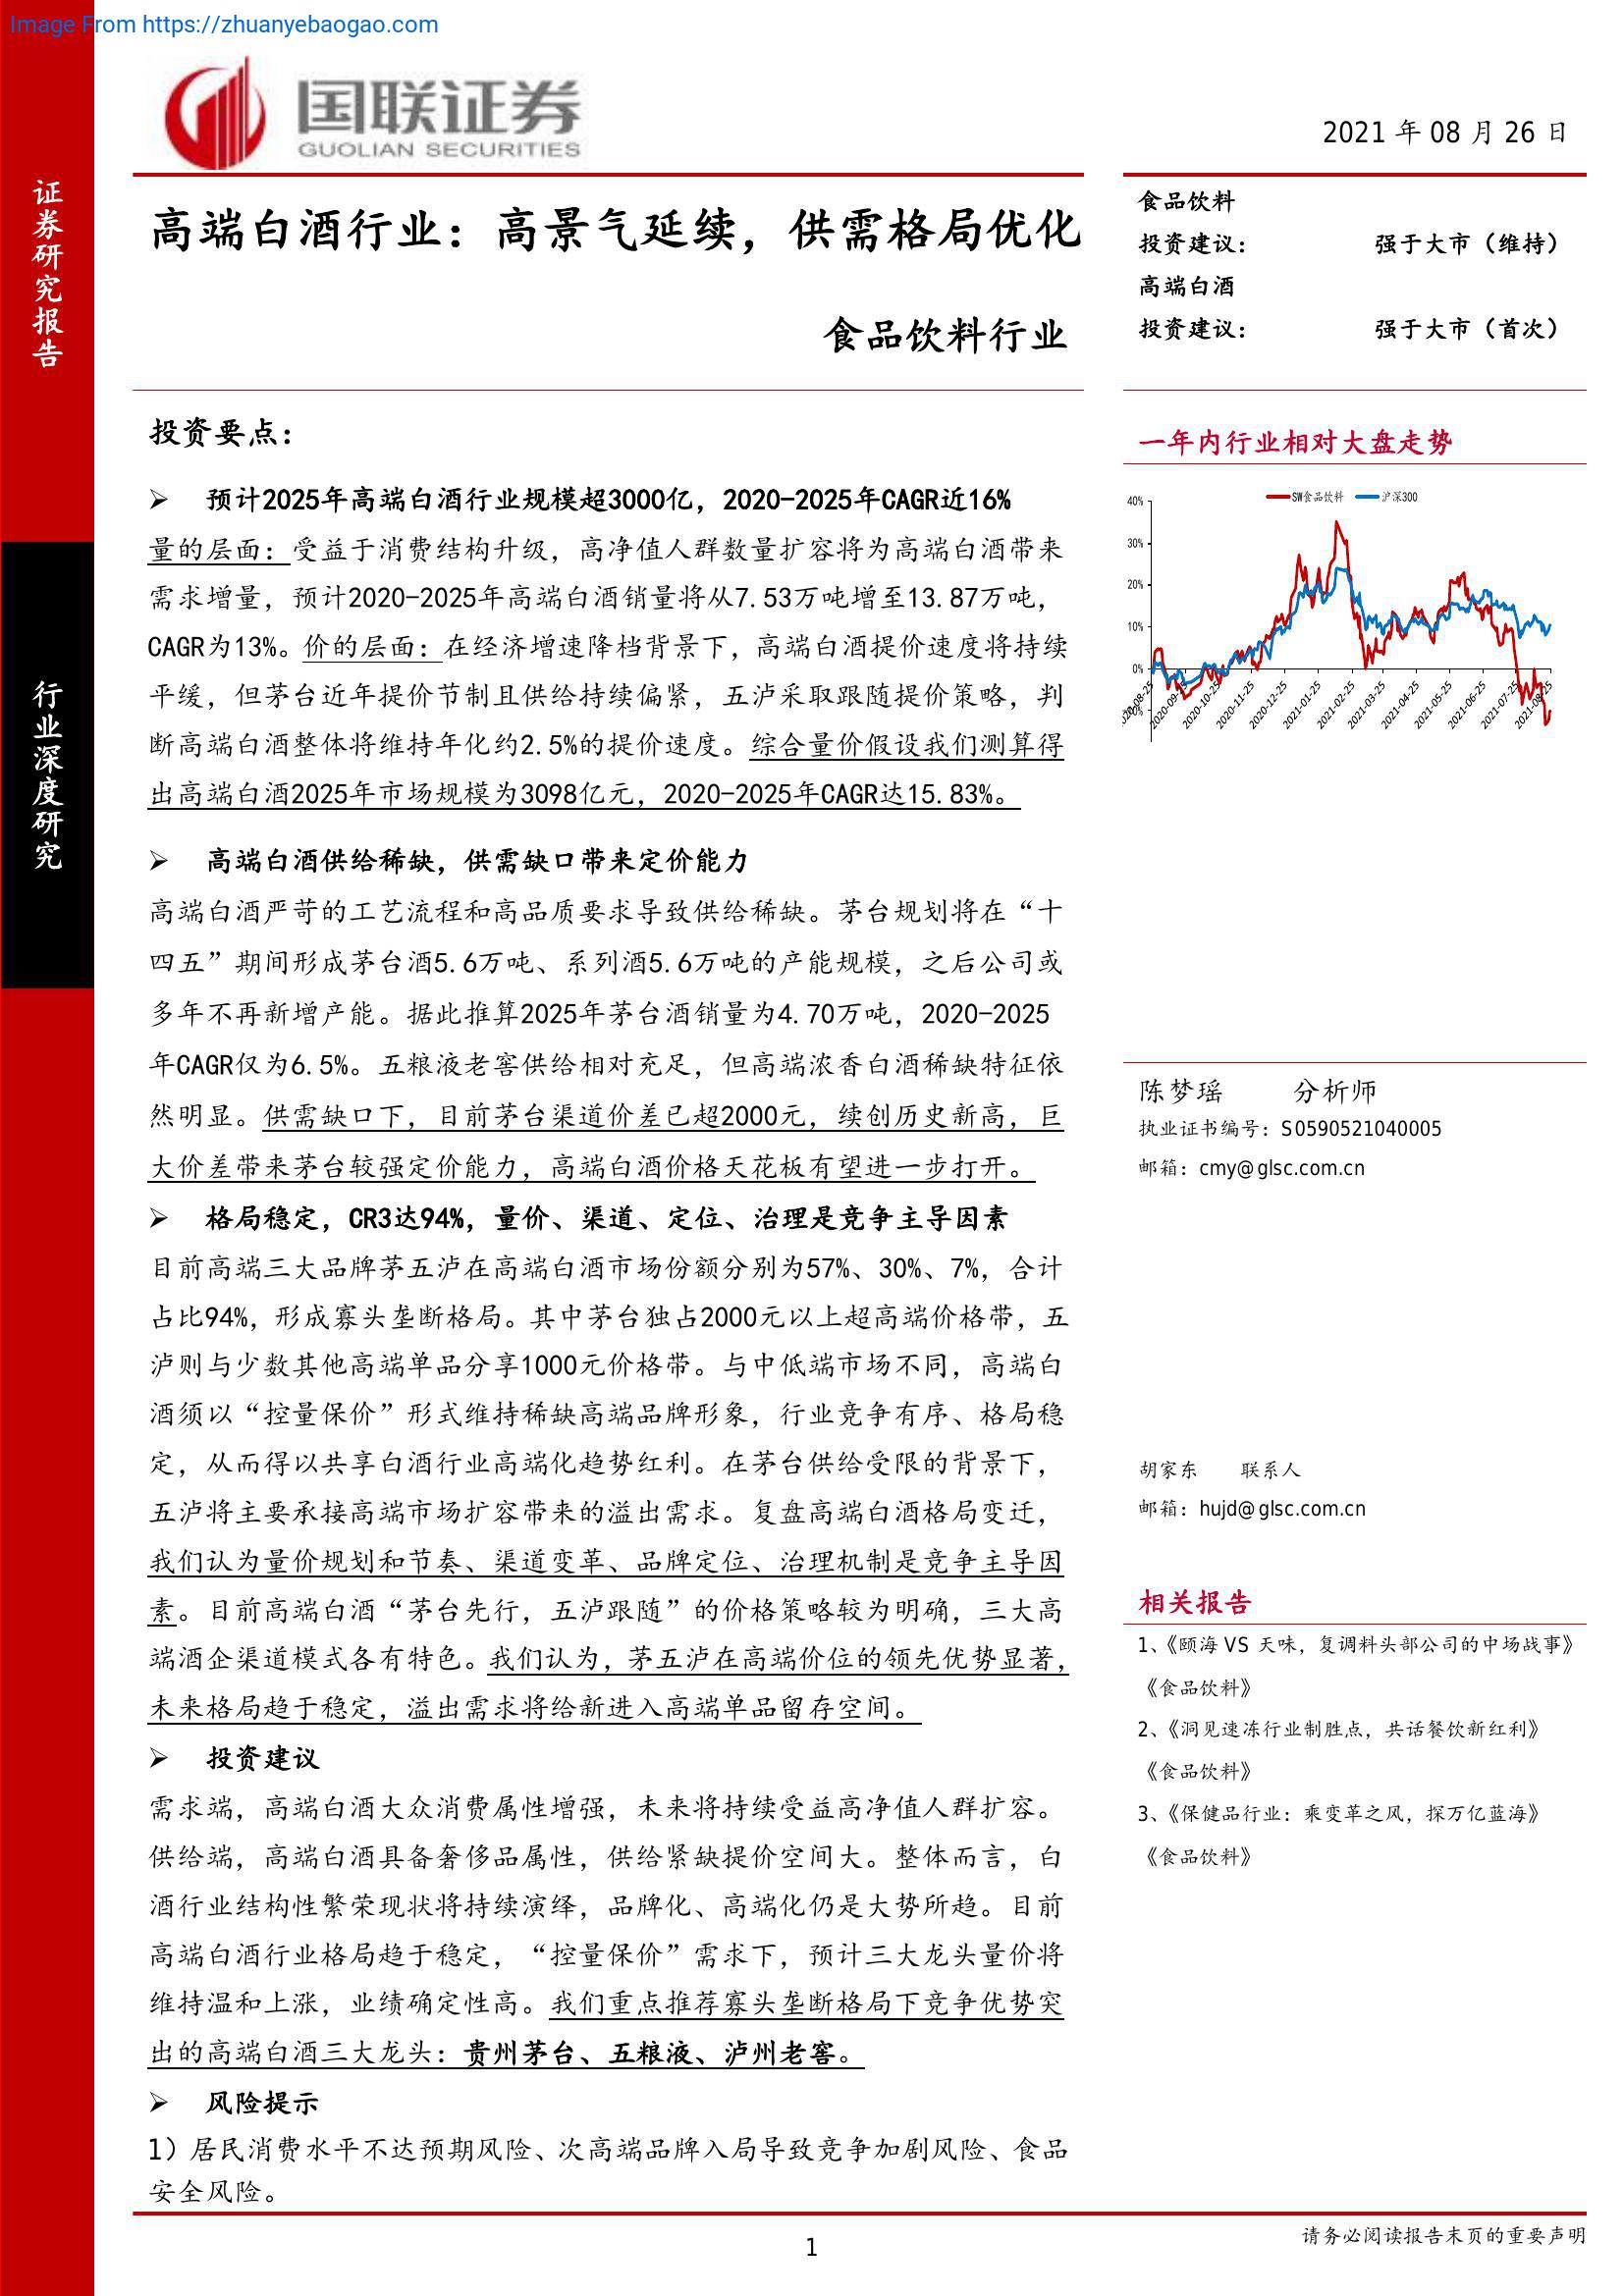 Image From https://zhuanyebaogao.com
国联证券
GUOLIAN SECURITIES
2021 年 08 月 26 日
证券研究报告
行业深度研究
高端白酒行业：高景气延续，供需格局优化
食品饮料行业
食品饮料
投资建议： 强于大市（维持）
高端白酒
投资建议： 强于大市（首次）
投资要点：
➢ 预计2025年高端白酒行业规模超3000亿，2020-2025年CAGR近16%
量的层面：受益于消费结构升级，高净值人群数量扩容将为高端白酒带来
需求增量，预计2020-2025年高端白酒销量将从7.53万吨增至13.87万吨，
CAGR为13%。价的层面：在经济增速降档背景下，高端白酒提价速度将持续
平缓，但茅台近年提价节制且供给持续偏紧，五泸采取跟随提价策略，判
断高端白酒整体将维持年化约2.5%的提价速度。综合量价假设我们测算得
出高端白酒2025年市场规模为3098亿元，2020-2025年CAGR达15.83%。
➢ 高端白酒供给稀缺，供需缺口带来定价能力
高端白酒严苛的工艺流程和高品质要求导致供给稀缺。茅台规划将在“十
四五”期间形成茅台酒5.6万吨、系列酒5.6万吨的产能规模，之后公司或
多年不再新增产能。据此推算2025年茅台酒销量为4.70万吨，2020-2025
年CAGR仅为6.5%。五粮液老窖供给相对充足，但高端浓香白酒稀缺特征依
然明显。供需缺口下，目前茅台渠道价差已超2000元，续创历史新高，巨
大价差带来茅台较强定价能力，高端白酒价格天花板有望进一步打开。
➢ 格局稳定，CR3达94%，量价、渠道、定位、治理是竞争主导因素
目前高端三大品牌茅五泸在高端白酒市场份额分别为57%、30%、7%，合计
占比94%，形成寡头垄断格局。其中茅台独占2000元以上超高端价格带，五
泸则与少数其他高端单品分享1000元价格带。与中低端市场不同，高端白
酒须以“控量保价”形式维持稀缺高端品牌形象，行业竞争有序、格局稳
定，从而得以共享白酒行业高端化趋势红利。在茅台供给受限的背景下，
五泸将主要承接高端市场扩容带来的溢出需求。复盘高端白酒格局变迁，
我们认为量价规划和节奏、渠道变革、品牌定位、治理机制是竞争主导因
素。目前高端白酒“茅台先行，五泸跟随”的价格策略较为明确，三大高
端酒企渠道模式各有特色。我们认为，茅五泸在高端价位的领先优势显著，
未来格局趋于稳定，溢出需求将给新进入高端单品留存空间。
➢ 投资建议
需求端，高端白酒大众消费属性增强，未来将持续受益高净值人群扩容。
供给端，高端白酒具备奢侈品属性，供给紧缺提价空间大。整体而言，白
酒行业结构性繁荣现状将持续演绎，品牌化、高端化仍是大势所趋。目前
高端白酒行业格局趋于稳定，“控量保价”需求下，预计三大龙头量价将
维持温和上涨，业绩确定性高。我们重点推荐寡头垄断格局下竞争优势突
出的高端白酒三大龙头：贵州茅台、五粮液、泸州老窖。
➢ 风险提示
1）居民消费水平不达预期风险、次高端品牌入局导致竞争加剧风险、食品
安全风险。
一年内行业相对大盘走势
SW食品饮料 沪深300
40%
30%
20%
10%
0%
2020-09-25
2020-10-25
2020-11-25
2020-12-25
2021-01-25
2021-02-25
2021-03-25
2021-04-25
2021-05-25
2021-06-25
2021-07-25
2021-08-25
陈梦瑶 分析师
执业证书编号：S0590521040005
邮箱：cmy@glsc.com.cn
胡家东 联系人
邮箱：hujd@glsc.com.cn
相关报告
1、《颐海 VS 天味，复调料头部公司的中场战事》
《食品饮料》
2、《洞见速冻行业制胜点，共话餐饮新红利》
《食品饮料》
3、《保健品行业：乘变革之风，探万亿蓝海》
《食品饮料》
1
请务必阅读报告末页的重要声明